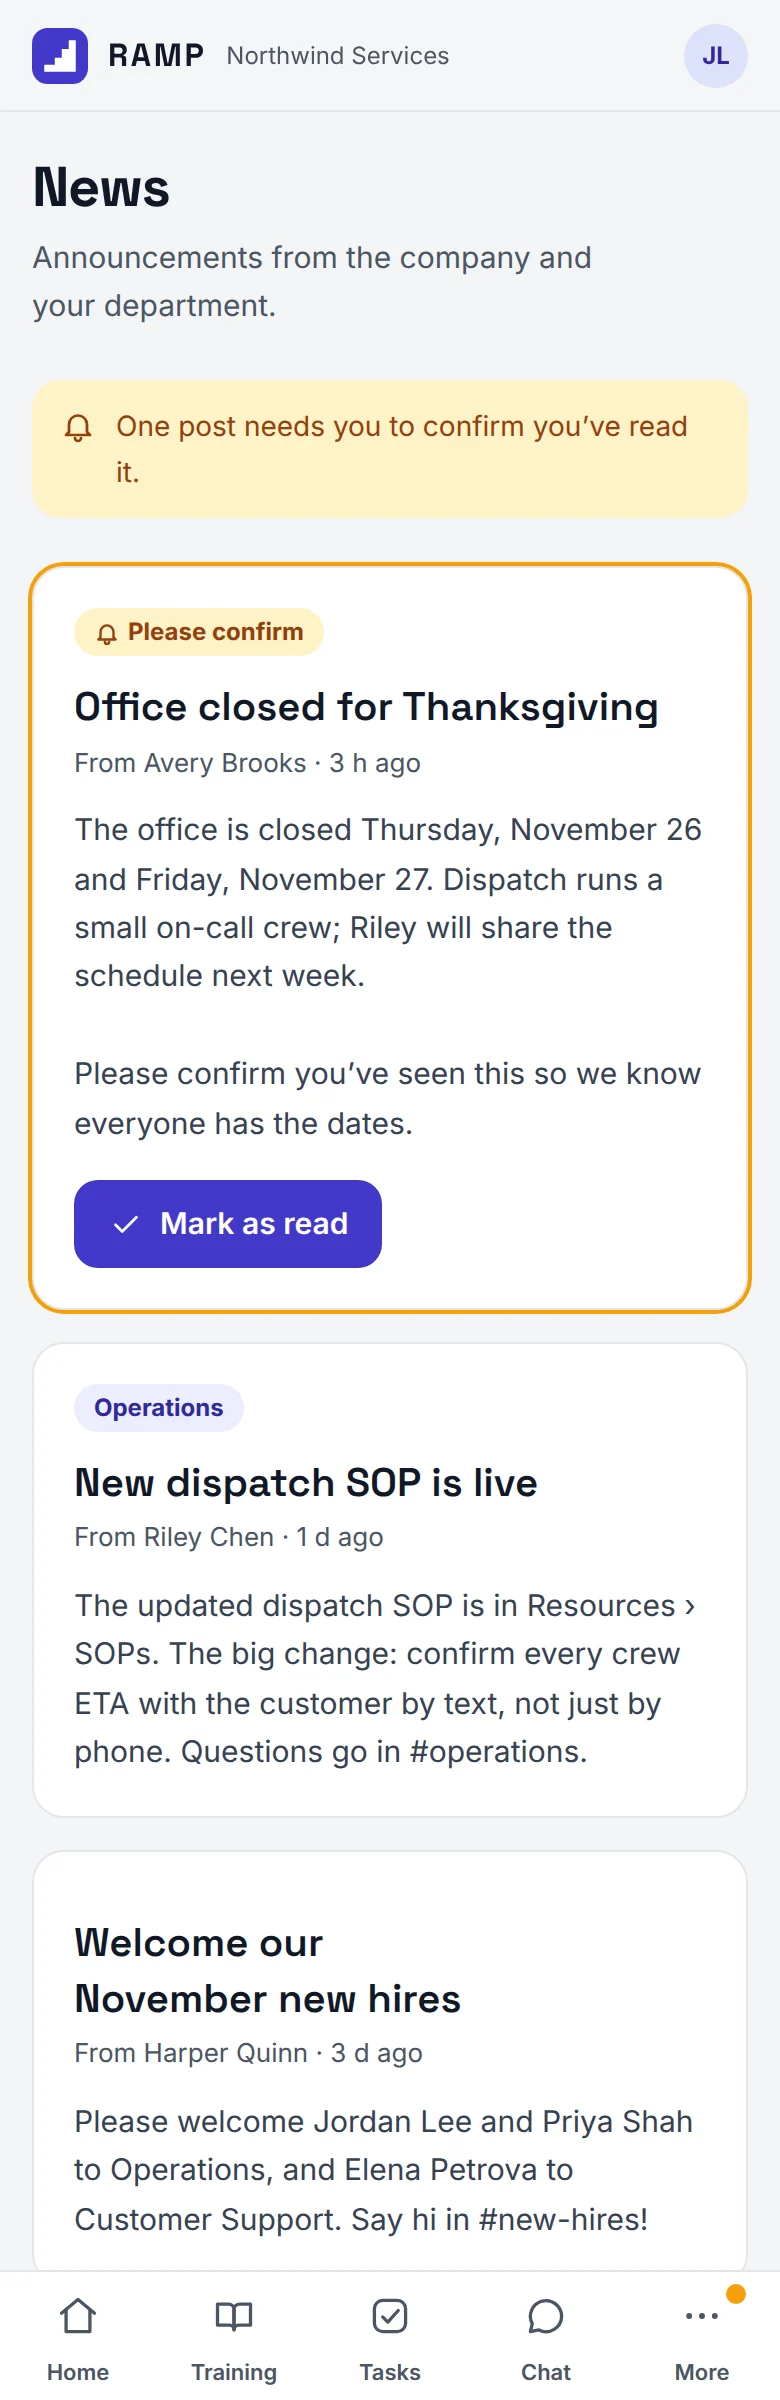 RAMP Northwind Services JL
News
Announcements from the company and
your department.
One post needs you to confirm you’ve read
it.
Please confirm
Office closed for Thanksgiving
From Avery Brooks · 3 h ago
The office is closed Thursday, November 26
and Friday, November 27. Dispatch runs a
small on-call crew; Riley will share the
schedule next week.
Please confirm you’ve seen this so we know
everyone has the dates.
Mark as read
Operations
New dispatch SOP is live
From Riley Chen · 1 d ago
The updated dispatch SOP is in Resources ›
SOPs. The big change: confirm every crew
ETA with the customer by text, not just by
phone. Questions go in #operations.
Welcome our
November new hires
From Harper Quinn · 3 d ago
Please welcome Jordan Lee and Priya Shah
to Operations, and Elena Petrova to
Customer Support. Say hi in #new-hires!
Home Training Tasks Chat More